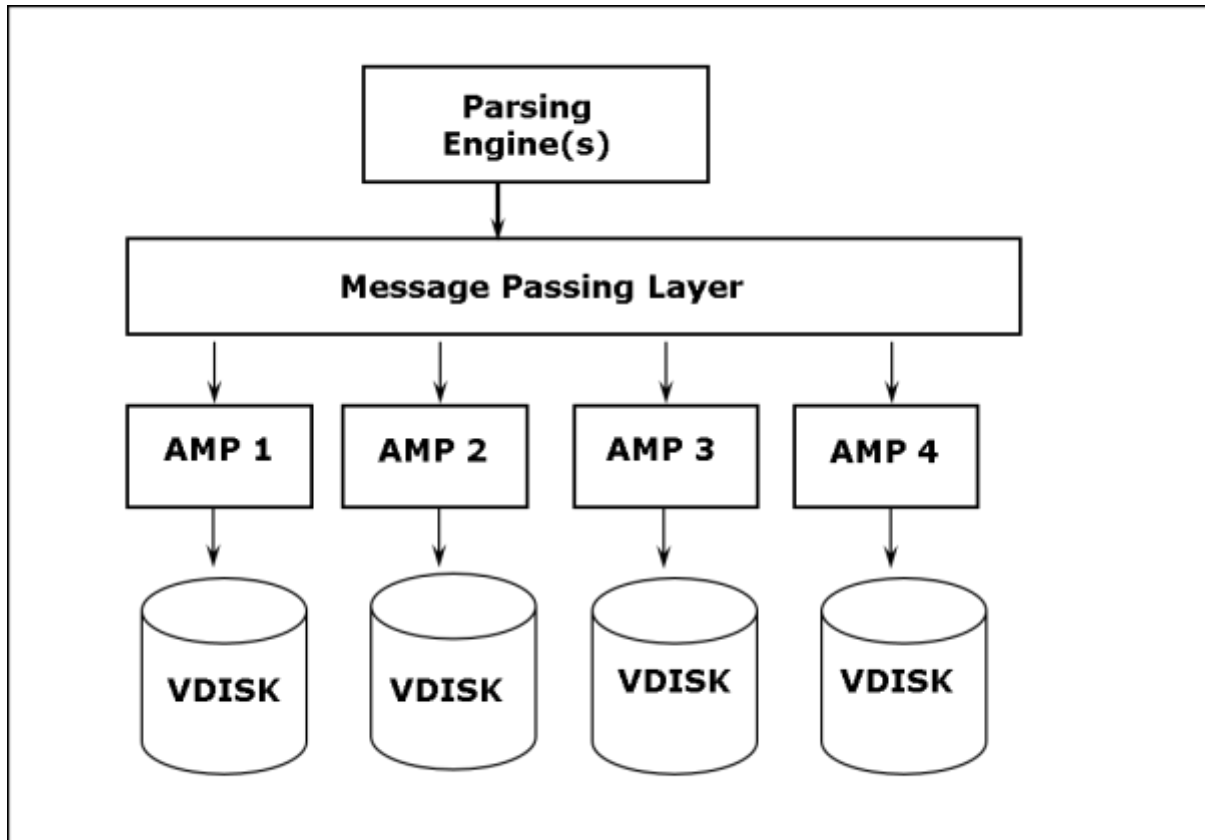 Parsing
Engine(s)
Message Passing Layer
AMP 1
AMP 2
AMP 3
AMP 4
VDISK
VDISK
VDISK
VDISK